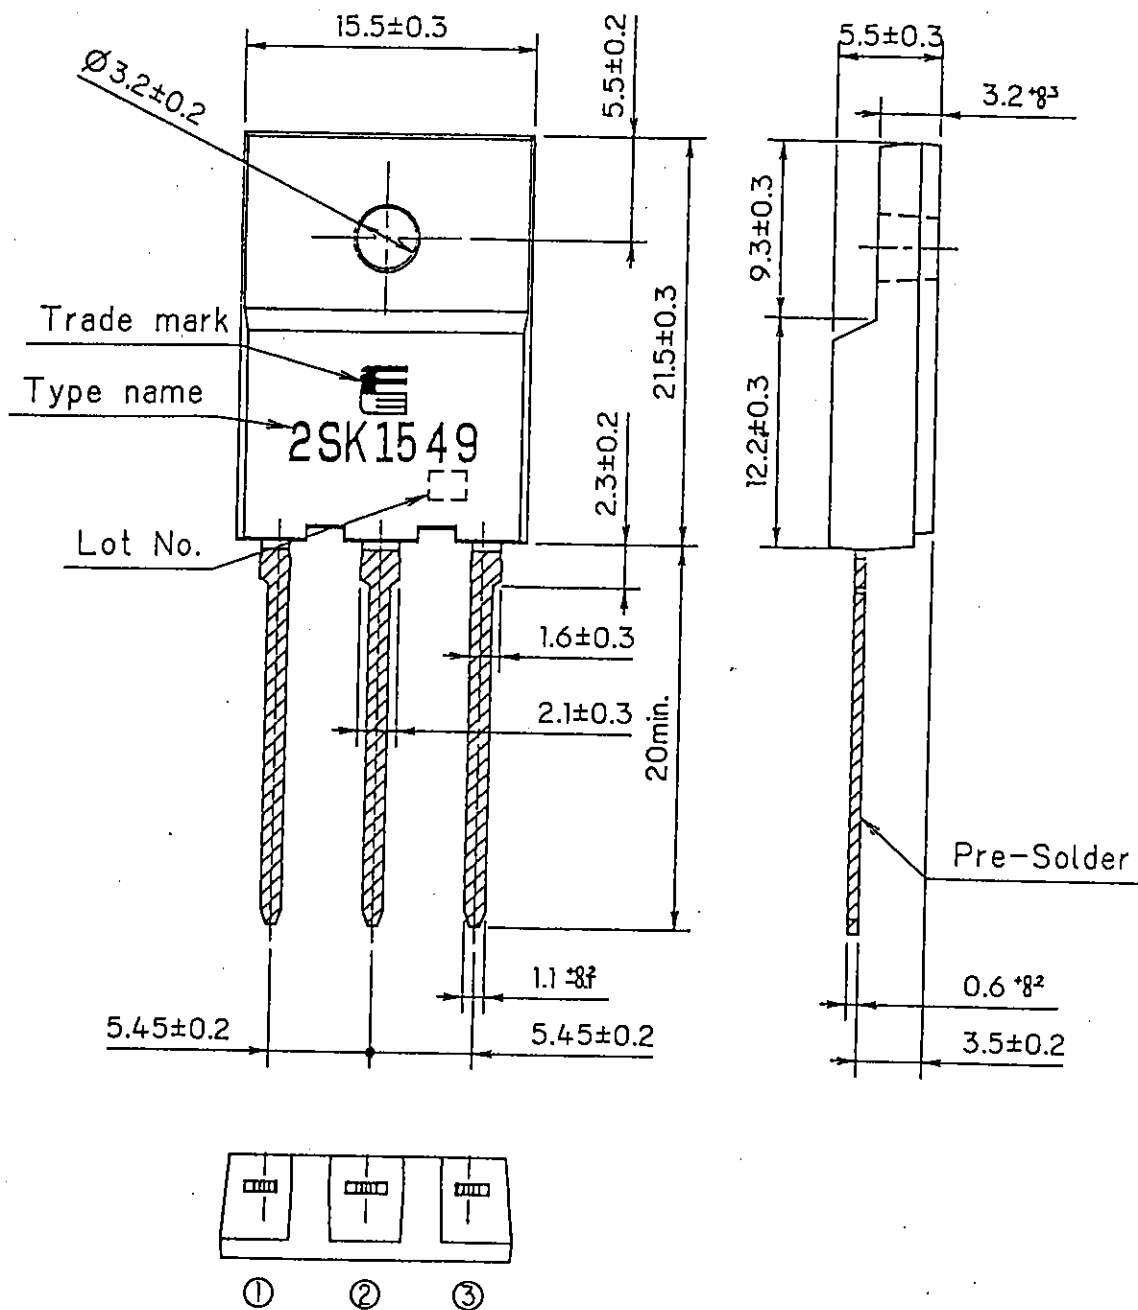 15.5±0.3
Ø3.2±0.2
5.5±0.2
5.5±0.3
3.2
9.3±0.3
21.5±0.3
12.2±0.3
Trade mark
Type name
2SK1549
2.3±0.2
Lot No.
1.6±0.3
2.1±0.3
20min.
Pre-Solder
1.1
0.6
5.45±0.2
5.45±0.2
3.5±0.2
① ② ③